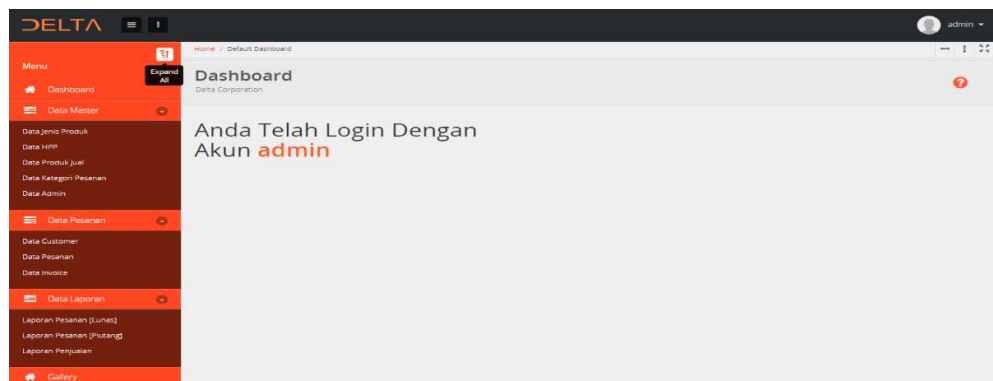 DELTA
admin
Home / Default Dashboard
Menu
Expand
All
Dashboard
Delta Corporation
Dashboard
Data Master
Data Jenis Produk
Data HPP
Data Produk Jual
Data Kategori Pesanan
Data Admin
Data Pesanan
Data Customer
Data Pesanan
Data Invoice
Data Laporan
Laporan Pesanan [Lunas]
Laporan Pesanan [Piutang]
Laporan Penjualan
Gallery
Anda Telah Login Dengan
Akun admin